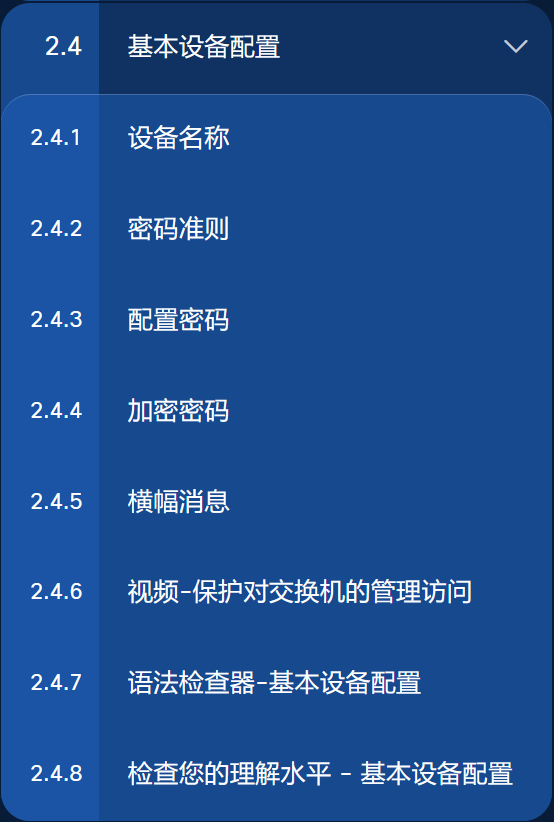 2.4 基本设备配置
2.4.1 设备名称
2.4.2 密码准则
2.4.3 配置密码
2.4.4 加密密码
2.4.5 横幅消息
2.4.6 视频-保护对交换机的管理访问
2.4.7 语法检查器-基本设备配置
2.4.8 检查您的理解水平 - 基本设备配置